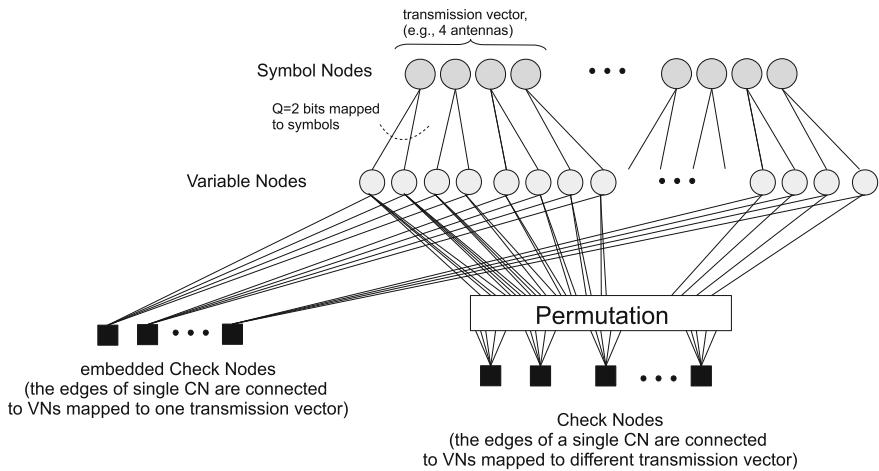 transmission vector,
(e.g., 4 antennas)
Symbol Nodes
Q=2 bits mapped
to symbols
Variable Nodes
Permutation
embedded Check Nodes
(the edges of single CN are connected
to VNs mapped to one transmission vector)
Check Nodes
(the edges of a single CN are connected
to VNs mapped to different transmission vector)